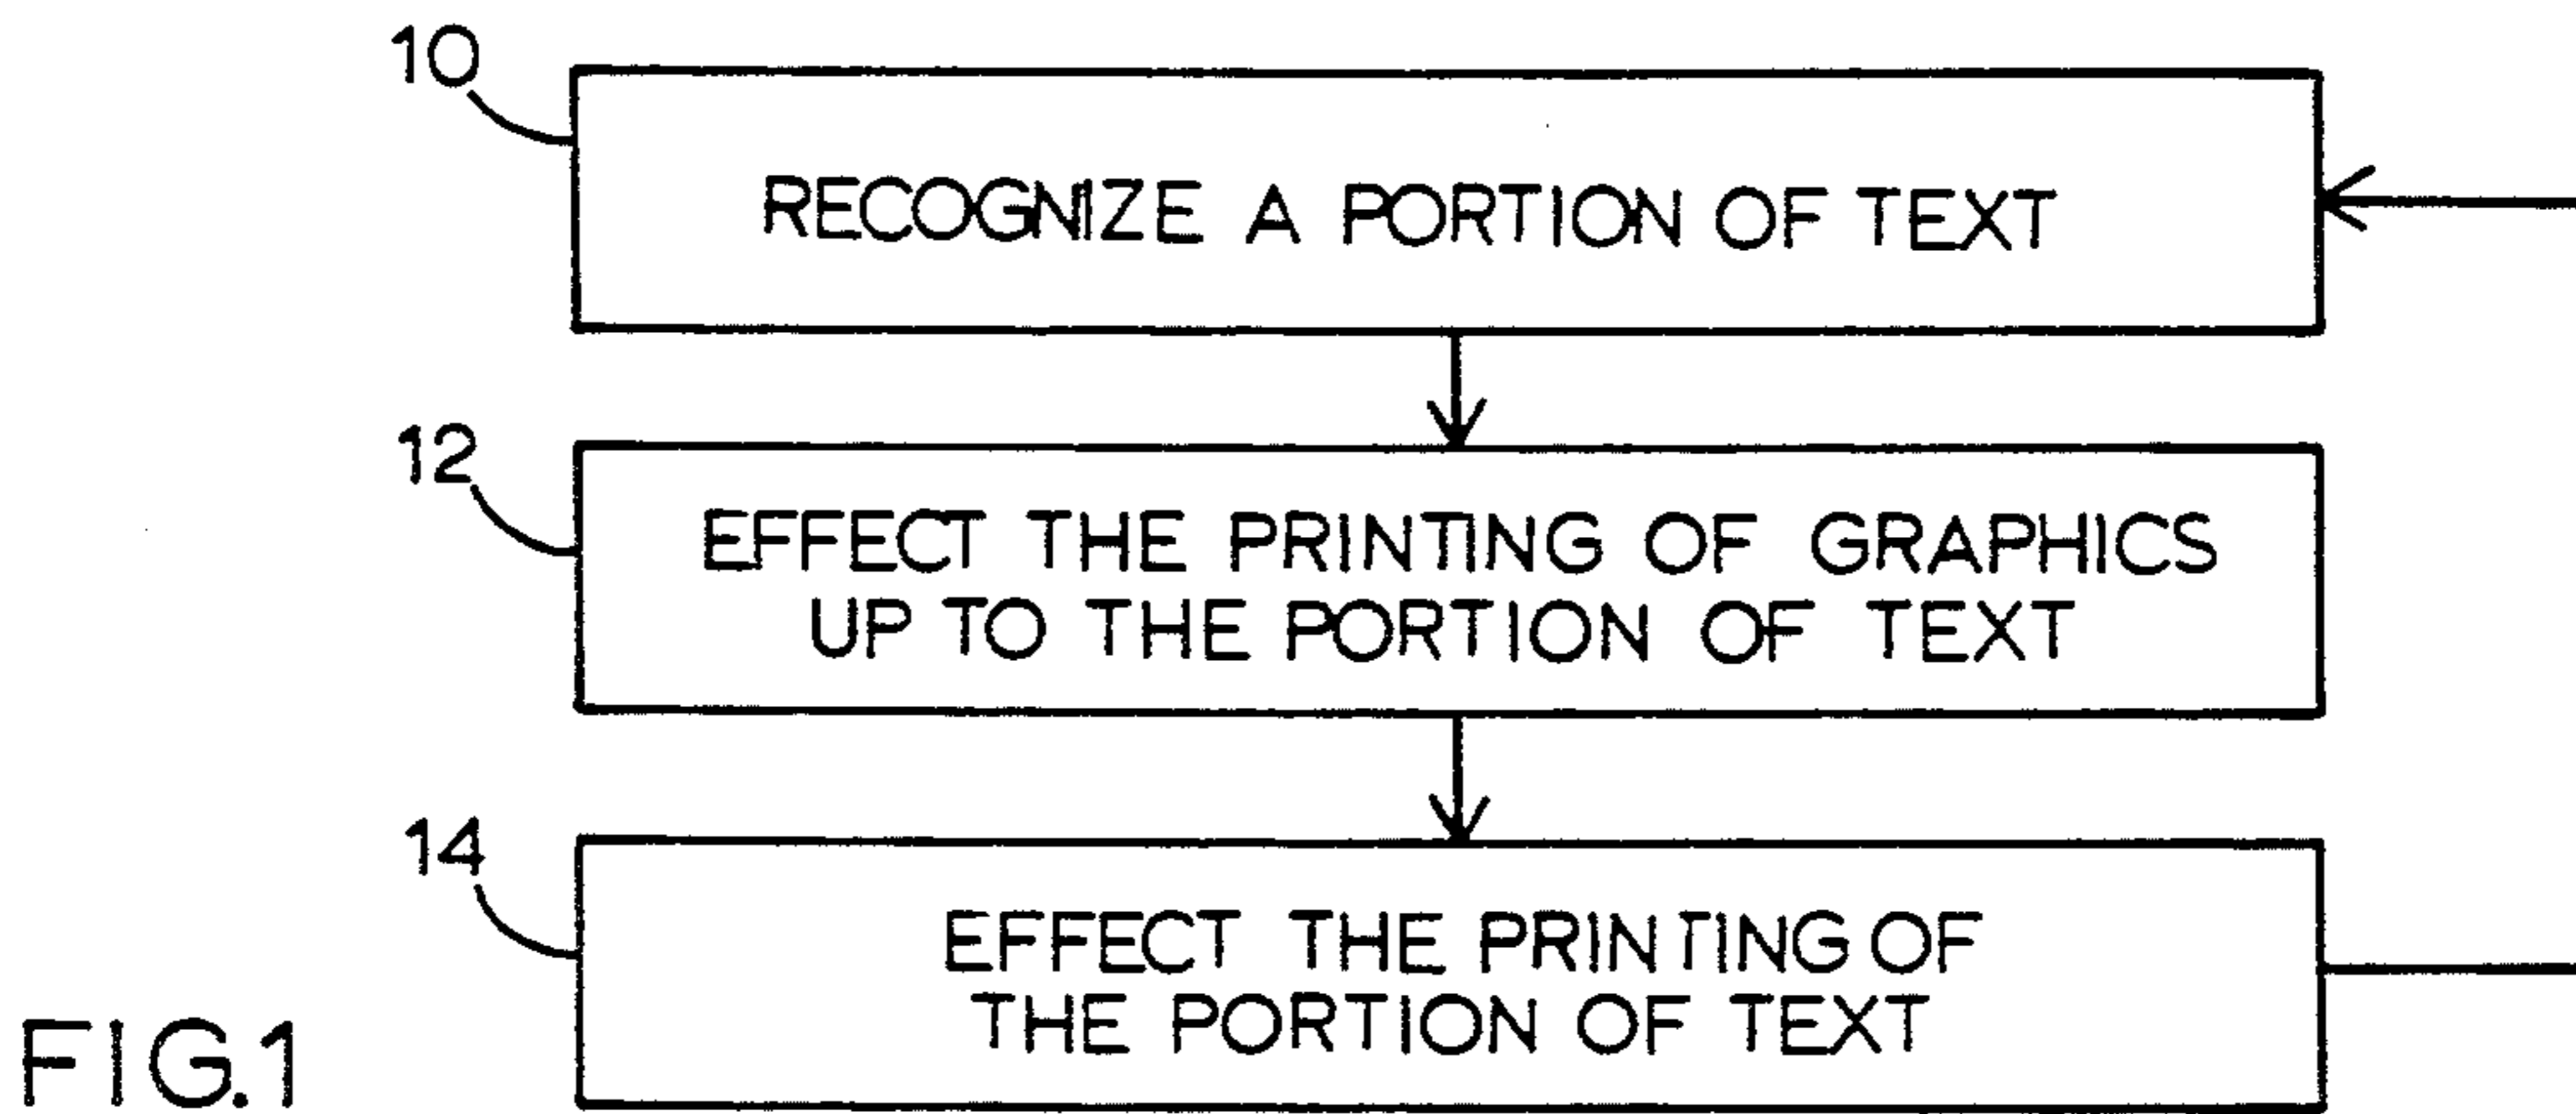 10
RECOGNIZE A PORTION OF TEXT
12
EFFECT THE PRINTING OF GRAPHICS
UP TO THE PORTION OF TEXT
14
EFFECT THE PRINTING OF
THE PORTION OF TEXT
FIG.1